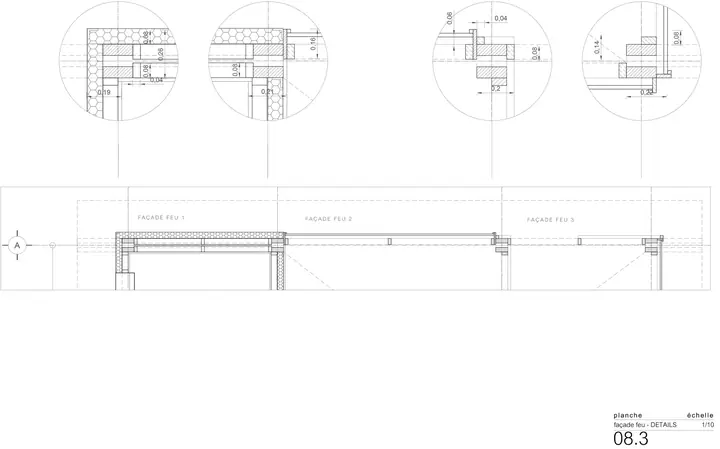 0,08
0,26
0,08
0,04
0,19
0,08
0,16
0,21
0,06
0,04
0,08
0,2
0,14
0,08
0,22
FAÇADE FEU 1
FAÇADE FEU 2
FAÇADE FEU 3
A
planche échelle
façade feu - DETAILS 1/10
08.3